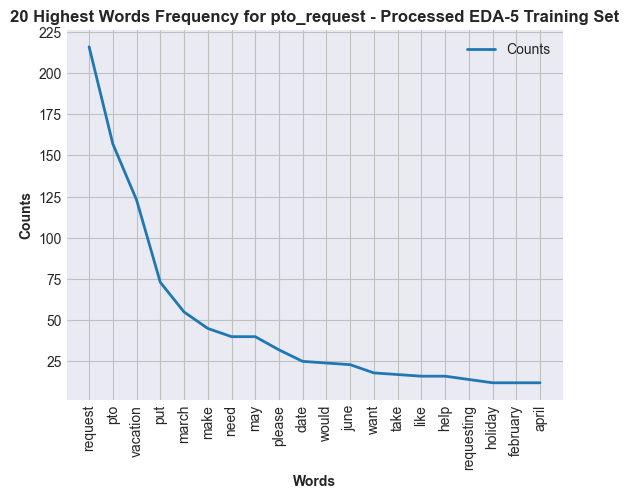 20 Highest Words Frequency for pto_request - Processed EDA-5 Training Set
Counts
225
200
175
150
125
100
75
50
25
Counts
request
pto
vacation
put
march
make
need
may
please
date
would
june
want
take
like
help
requesting
holiday
february
april
Words